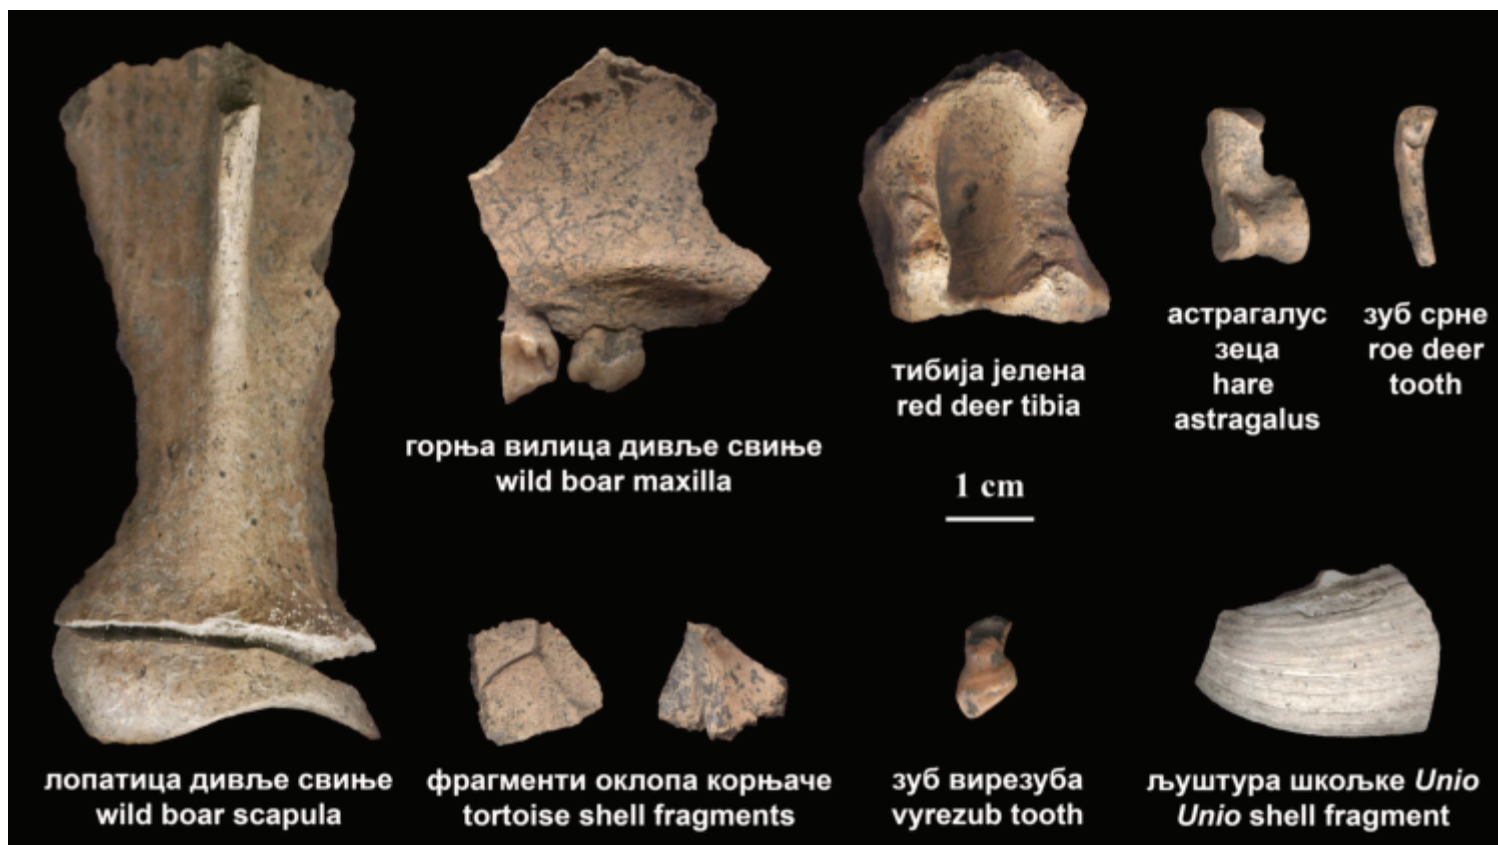 астрагалус
зеца
hare
astragalus
зуб срне
roe deer
tooth
тибија јелена
red deer tibia
горња вилица дивље свиње
wild boar maxilla
1 cm
лопатица дивље свиње
wild boar scapula
фрагменти оклопа корњаче
tortoise shell fragments
зуб вирезуба
vyrezub tooth
љуштура шкољке Unio
Unio shell fragment